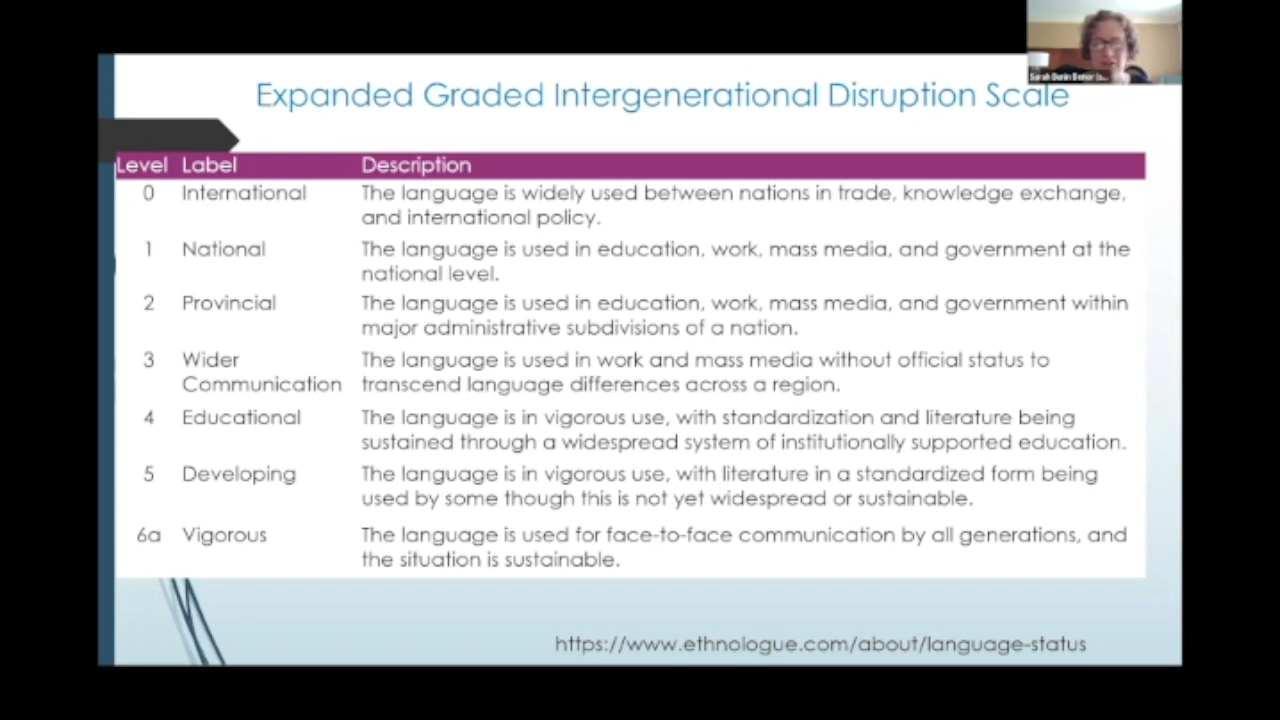 Sarah Bunin Benor (s...
Expanded Graded Intergenerational Disruption Scale
Level Label Description
0 International The language is widely used between nations in trade, knowledge exchange,
and international policy.
1 National The language is used in education, work, mass media, and government at the
national level.
2 Provincial The language is used in education, work, mass media, and government within
major administrative subdivisions of a nation.
3 Wider The language is used in work and mass media without official status to
Communication transcend language differences across a region.
4 Educational The language is in vigorous use, with standardization and literature being
sustained through a widespread system of institutionally supported education.
5 Developing The language is in vigorous use, with literature in a standardized form being
used by some though this is not yet widespread or sustainable.
6a Vigorous The language is used for face-to-face communication by all generations, and
the situation is sustainable.
https://www.ethnologue.com/about/language-status